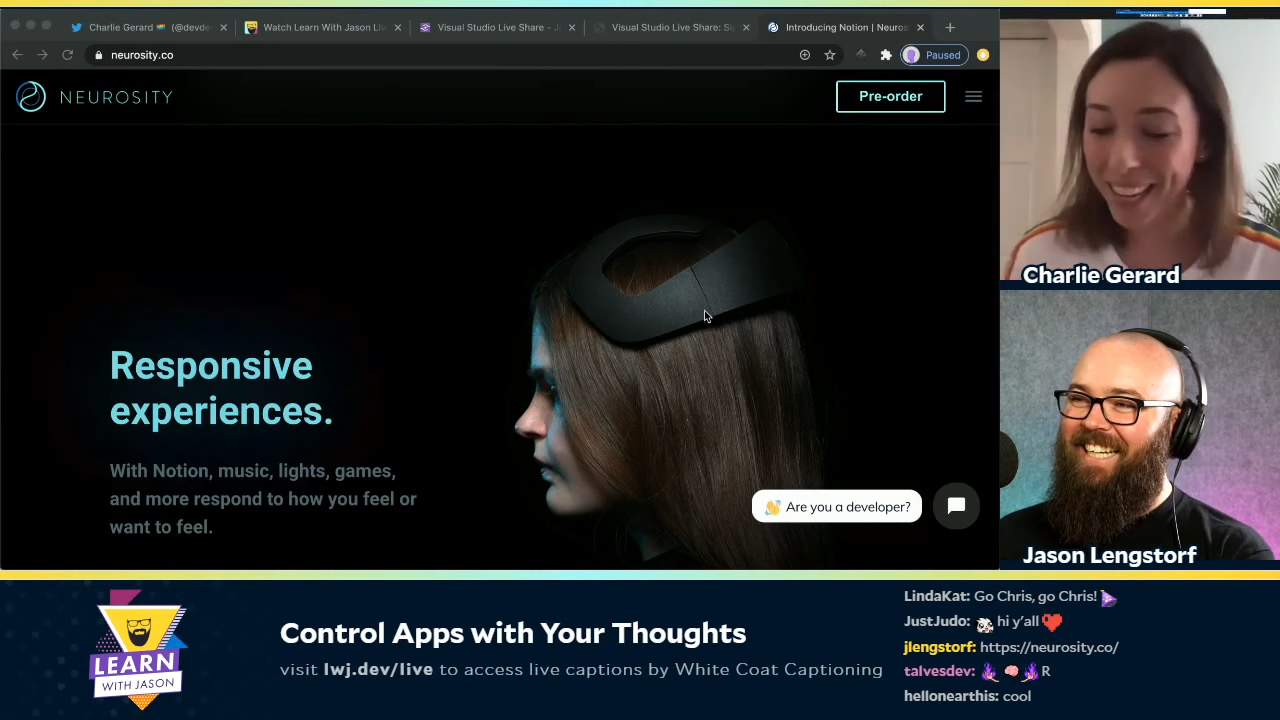 Charlie Gerard 🏳️‍🌈 (@devde
Watch Learn With Jason Liv
Visual Studio Live Share - J
Visual Studio Live Share: Si
Introducing Notion | Neuros
neurosity.co
Paused
NEUROSITY
Pre-order
Responsive
experiences.
With Notion, music, lights, games,
and more respond to how you feel or
want to feel.
👋 Are you a developer?
Charlie Gerard
Jason Lengstorf
LEARN
WITH JASON
Control Apps with Your Thoughts
visit lwj.dev/live to access live captions by White Coat Captioning
LindaKat: Go Chris, go Chris!
JustJudo: hi y'all ❤️
jlengstorf: https://neurosity.co/
talvesdev: 🧠 R
hellonearthis: cool